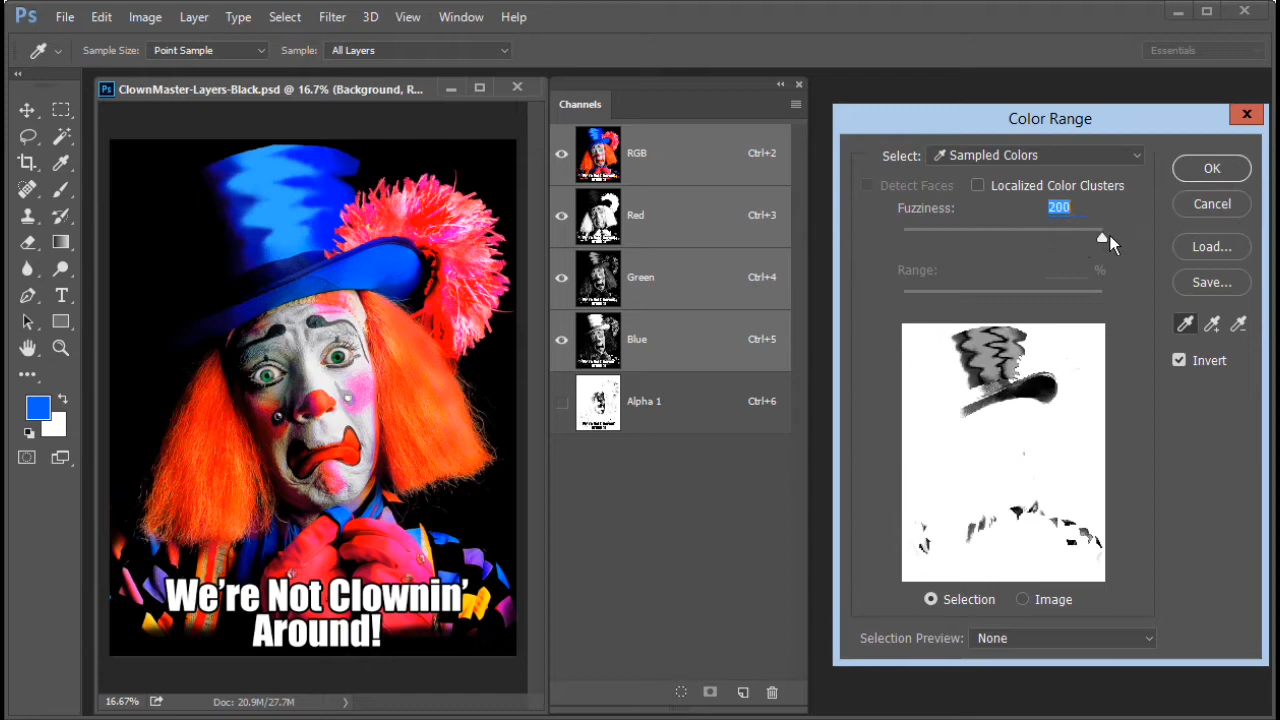 Ps File Edit Image Layer Type Select Filter 3D View Window Help
Sample Size: Point Sample Sample: All Layers Essentials
ClownMaster-Layers-Black.psd @ 16.7% (Background, R...
We're Not Clownin'
Around!
16.67% Doc: 20.9M/27.7M
Channels
RGB Ctrl+2
Red Ctrl+3
Green Ctrl+4
Blue Ctrl+5
Alpha 1 Ctrl+6
Color Range
Select: Sampled Colors
Detect Faces Localized Color Clusters
Fuzziness: 200
Range: %
Selection Image
Selection Preview: None
OK
Cancel
Load...
Save...
Invert